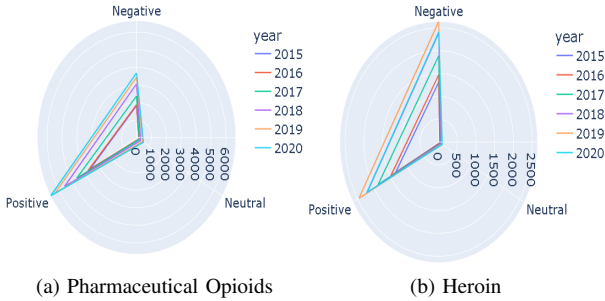 Negative
year
2015
2016
2017
2018
2019
2020
0
1000
2000
3000
4000
5000
6000
Positive
Neutral
(a) Pharmaceutical Opioids
Negative
year
2015
2016
2017
2018
2019
2020
0
500
1000
1500
2000
2500
Positive
Neutral
(b) Heroin